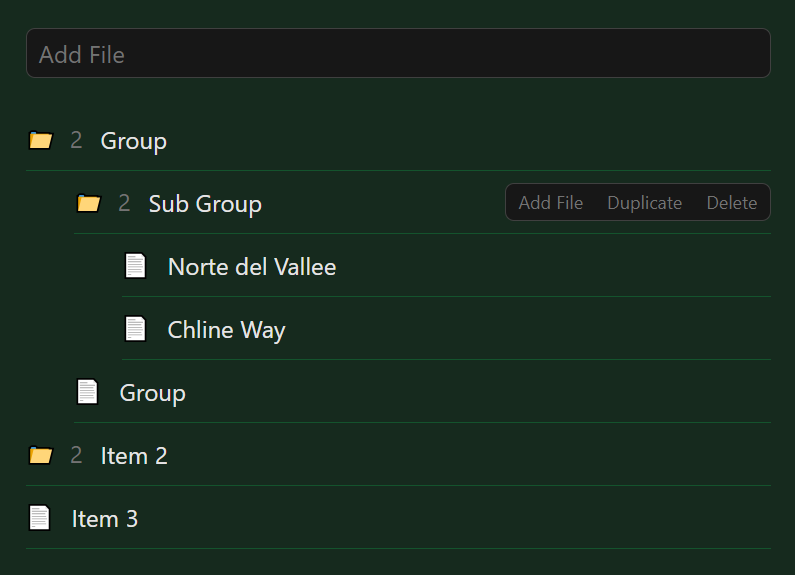 Add File
2 Group
2 Sub Group Add File Duplicate Delete
Norte del Vallee
Chline Way
Group
2 Item 2
Item 3